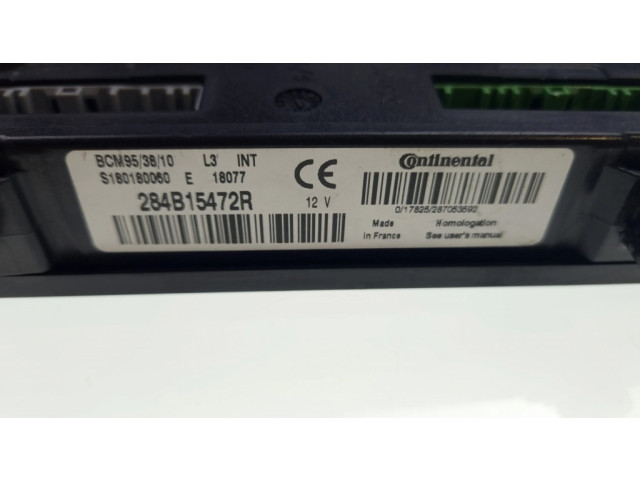 BCM95/38/10 L3 INT
S180180060 E 18077
284B15472R
12 V
CE
Continental
0/17825/287053592
Made in France
Homologation
See user's manual